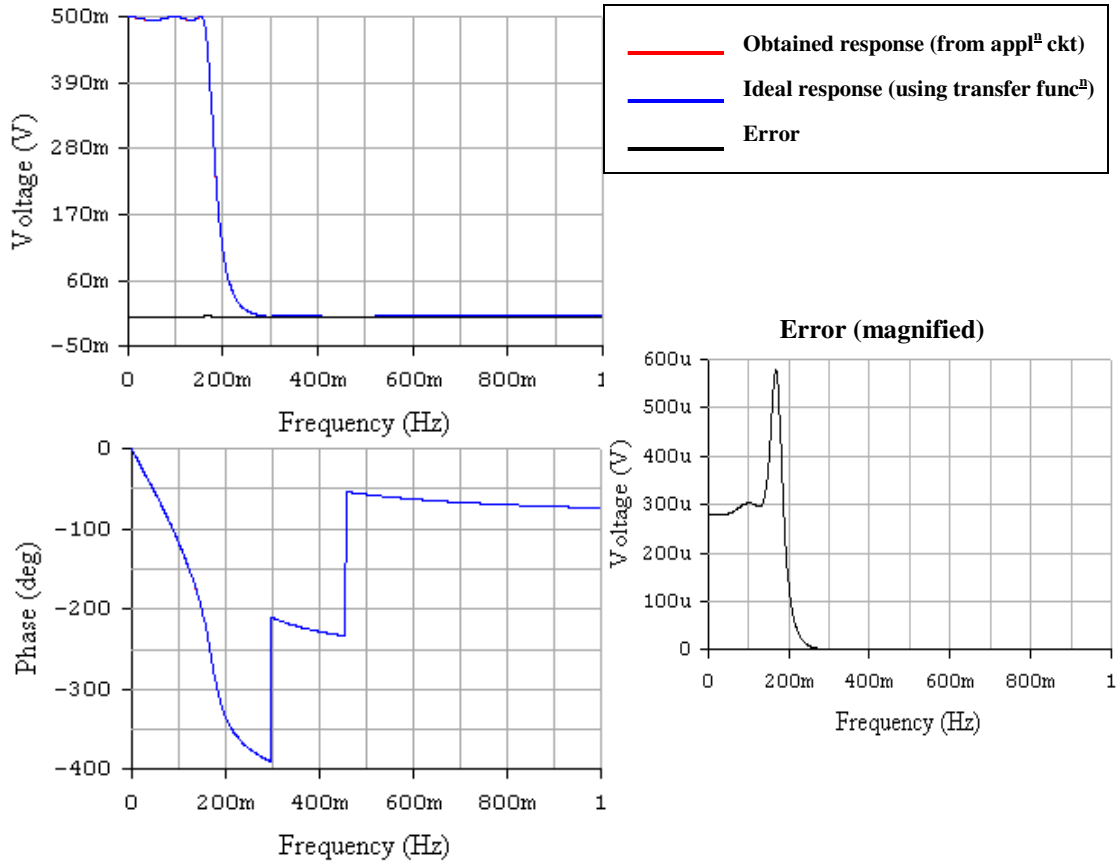 500m
390m
280m
170m
60m
-50m
Voltage (V)
0 200m 400m 600m 800m 1
Frequency (Hz)
Obtained response (from applⁿ ckt)
Ideal response (using transfer funcⁿ)
Error
Error (magnified)
600u
500u
400u
300u
200u
100u
0
Voltage (V)
0 200m 400m 600m 800m 1
Frequency (Hz)
0
-100
-200
-300
-400
Phase (deg)
0 200m 400m 600m 800m 1
Frequency (Hz)